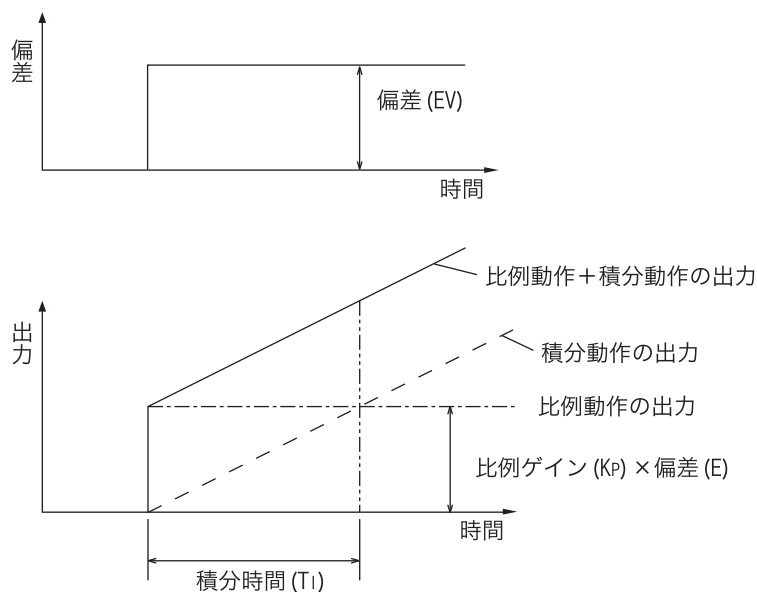 偏差
偏差 (EV)
時間
比例動作＋積分動作の出力
出力
積分動作の出力
比例動作の出力
比例ゲイン (KP) ×偏差 (E)
時間
積分時間 (TI)